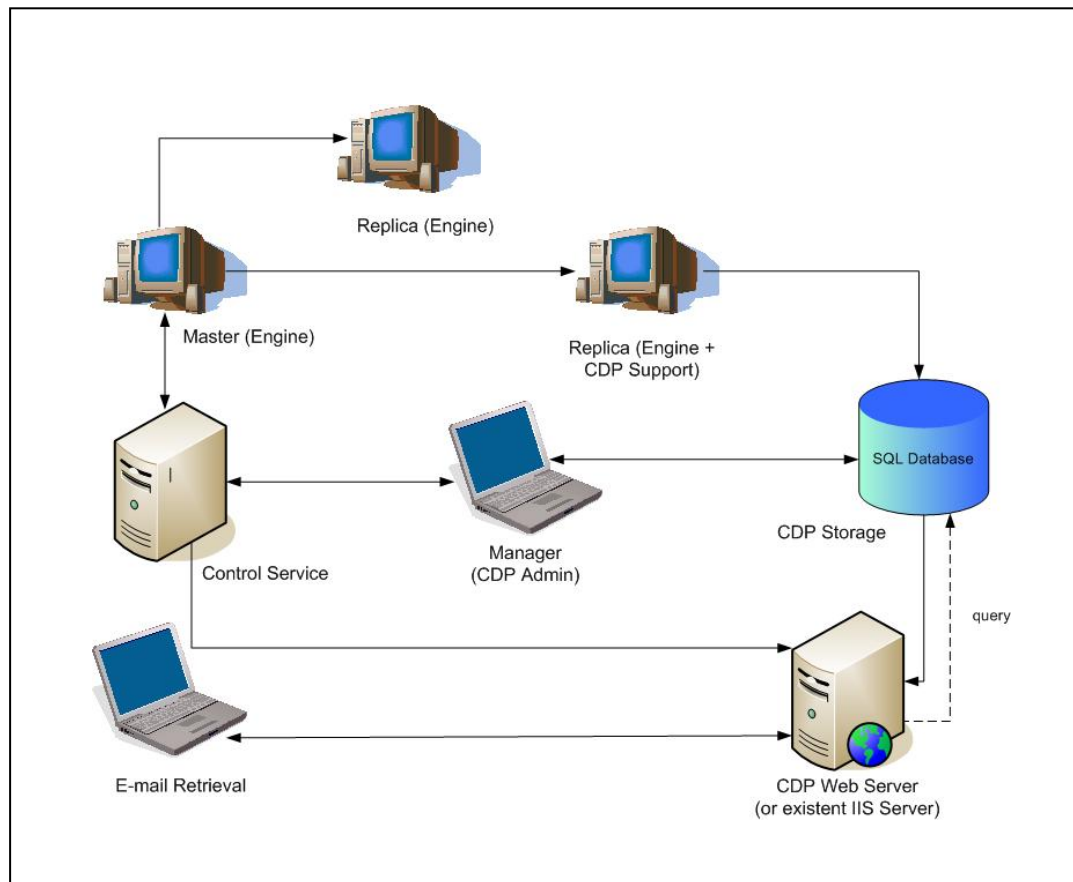 Replica (Engine)
Master (Engine)
Replica (Engine +
CDP Support)
SQL Database
CDP Storage
Manager
(CDP Admin)
Control Service
query
E-mail Retrieval
CDP Web Server
(or existent IIS Server)